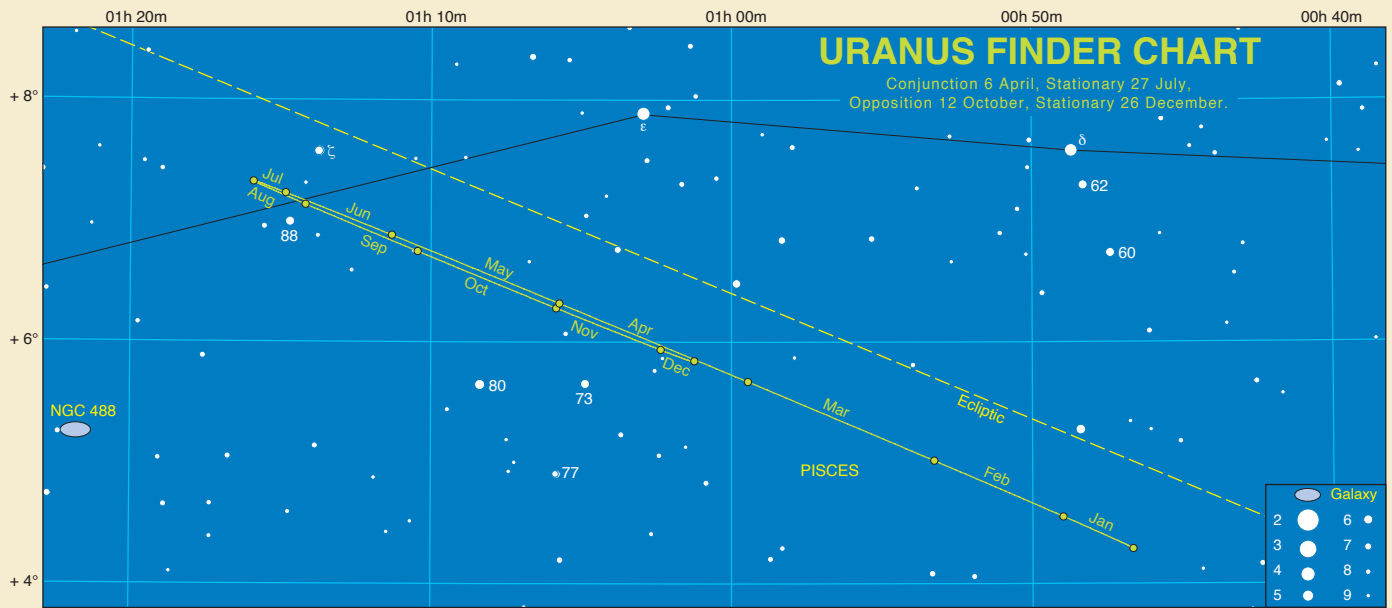 01h 20m 01h 10m 01h 00m 00h 50m 00h 40m
URANUS FINDER CHART
Conjunction 6 April, Stationary 27 July,
Opposition 12 October, Stationary 26 December.
+ 8°
ε
δ
ζ
62
Jul
Aug
Jun
88
Sep
60
May
Oct
+ 6°
Apr
Nov
Dec
80
73
Mar
Ecliptic
NGC 488
77
PISCES
Feb
Jan
+ 4°
Galaxy
2 6
3 7
4 8
5 9